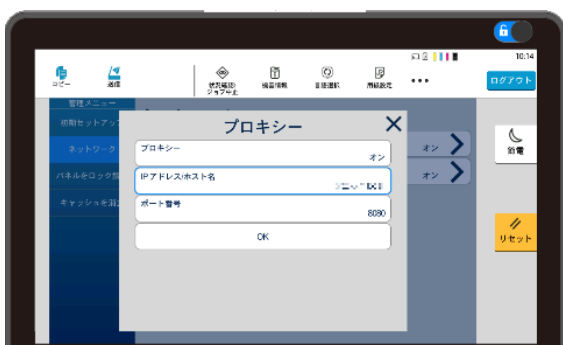 10:14
コピー
送信
状況確認/
ジョブ中止
機器情報
言語選択
用紙設定
ログアウト
管理メニュー
初期セットアップ
ネットワーク
パネルをロック解
キャッシュを消
プロキシー
プロキシー
オン
IPアドレス/ホスト名
ポート番号
8080
OK
オン
オン
節電
リセット